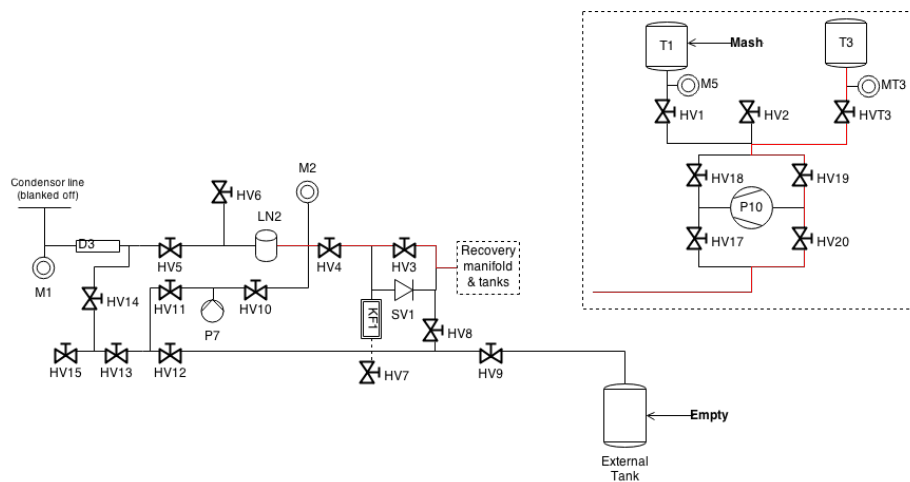 T1
Mash
T3
M5
MT3
HV1
HV2
HVT3
M2
HV18
HV19
Condensor line
(blanked off)
HV6
P10
LN2
D3
HV17
HV20
Recovery
manifold
& tanks
HV5
HV4
HV3
M1
HV14
HV11
HV10
KF1
SV1
P7
HV8
HV15
HV13
HV12
HV7
HV9
Empty
External
Tank